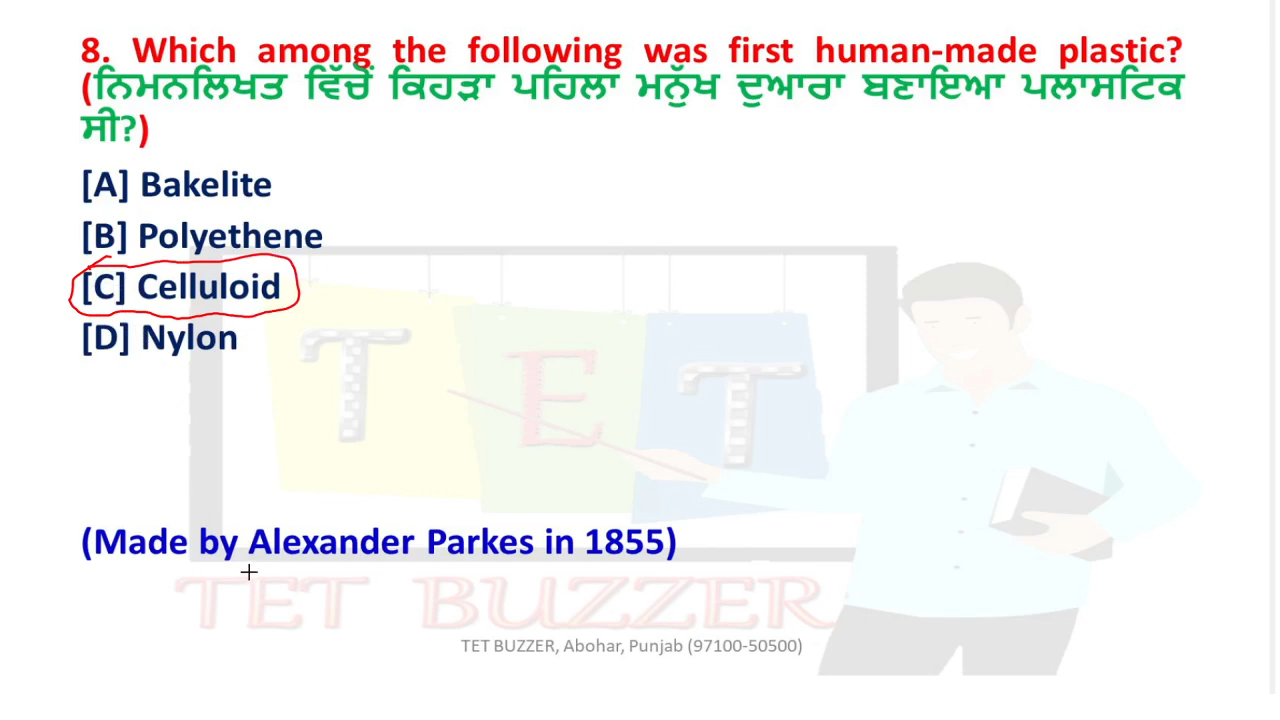 8. Which among the following was first human-made plastic?
(ਨਿਮਨਲਿਖਤ ਵਿੱਚੋਂ ਕਿਹੜਾ ਪਹਿਲਾ ਮਨੁੱਖ ਦੁਆਰਾ ਬਣਾਇਆ ਪਲਾਸਟਿਕ
ਸੀ?)
[A] Bakelite
[B] Polyethene
[C] Celluloid
[D] Nylon
T E T
(Made by Alexander Parkes in 1855)
TET BUZZER
TET BUZZER, Abohar, Punjab (97100-50500)